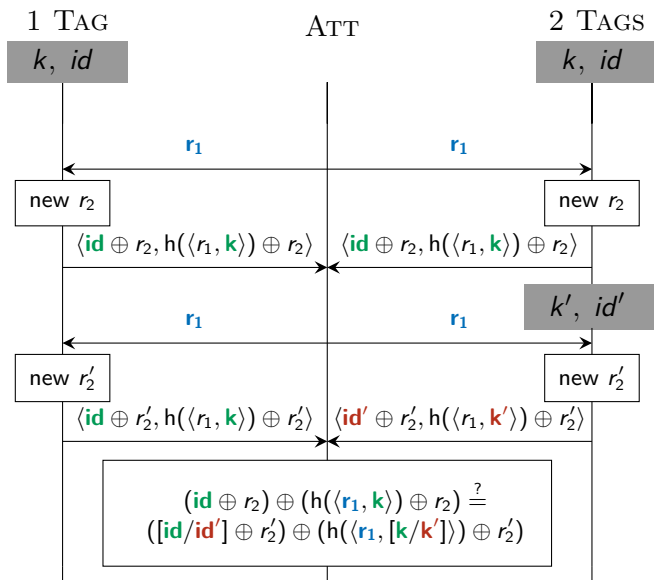 1 TAG ATT 2 TAGS
k, id k, id
r₁ r₁
new r₂ new r₂
⟨id ⊕ r₂, h(⟨r₁, k⟩) ⊕ r₂⟩ ⟨id ⊕ r₂, h(⟨r₁, k⟩) ⊕ r₂⟩
k′, id′
r₁ r₁
new r₂′ new r₂′
⟨id ⊕ r₂′, h(⟨r₁, k⟩) ⊕ r₂′⟩ ⟨id′ ⊕ r₂′, h(⟨r₁, k′⟩) ⊕ r₂′⟩
(id ⊕ r₂) ⊕ (h(⟨r₁, k⟩) ⊕ r₂) ≟
([id/id′] ⊕ r₂′) ⊕ (h(⟨r₁, [k/k′]⟩) ⊕ r₂′)